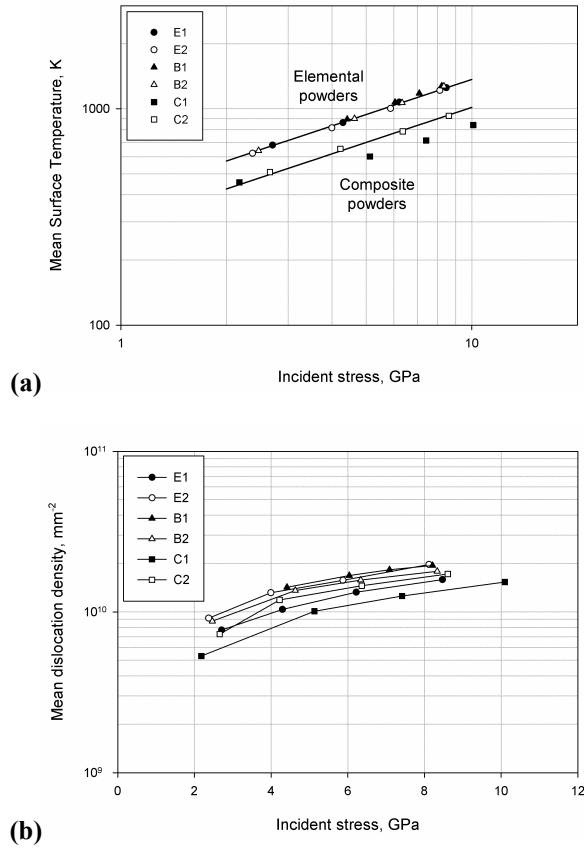 E1
E2
B1
B2
C1
C2
Elemental
powders
Composite
powders
1000
100
1
10
Mean Surface Temperature, K
Incident stress, GPa
(a)
10¹¹
E1
E2
B1
B2
C1
C2
10¹⁰
10⁹
0
2
4
6
8
10
12
Mean dislocation density, mm⁻²
Incident stress, GPa
(b)